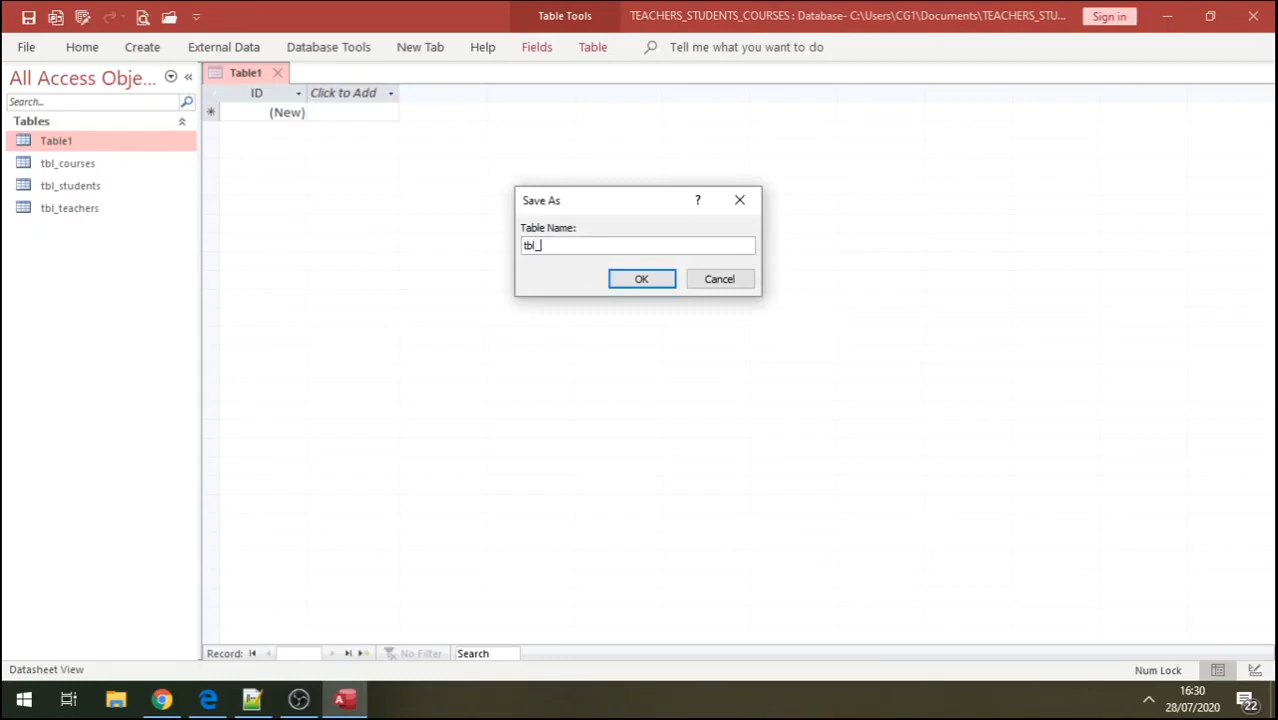 Table Tools
TEACHERS_STUDENTS_COURSES : Database- C:\Users\CG1\Documents\TEACHERS_STU...
Sign in
File
Home
Create
External Data
Database Tools
New Tab
Help
Fields
Table
Tell me what you want to do
All Access Obje...
Search...
Tables
Table1
tbl_courses
tbl_students
tbl_teachers
Table1
ID
Click to Add
(New)
Save As
?
Table Name:
tbl_
OK
Cancel
Record:
No Filter
Search
Datasheet View
Num Lock
16:30
28/07/2020
22